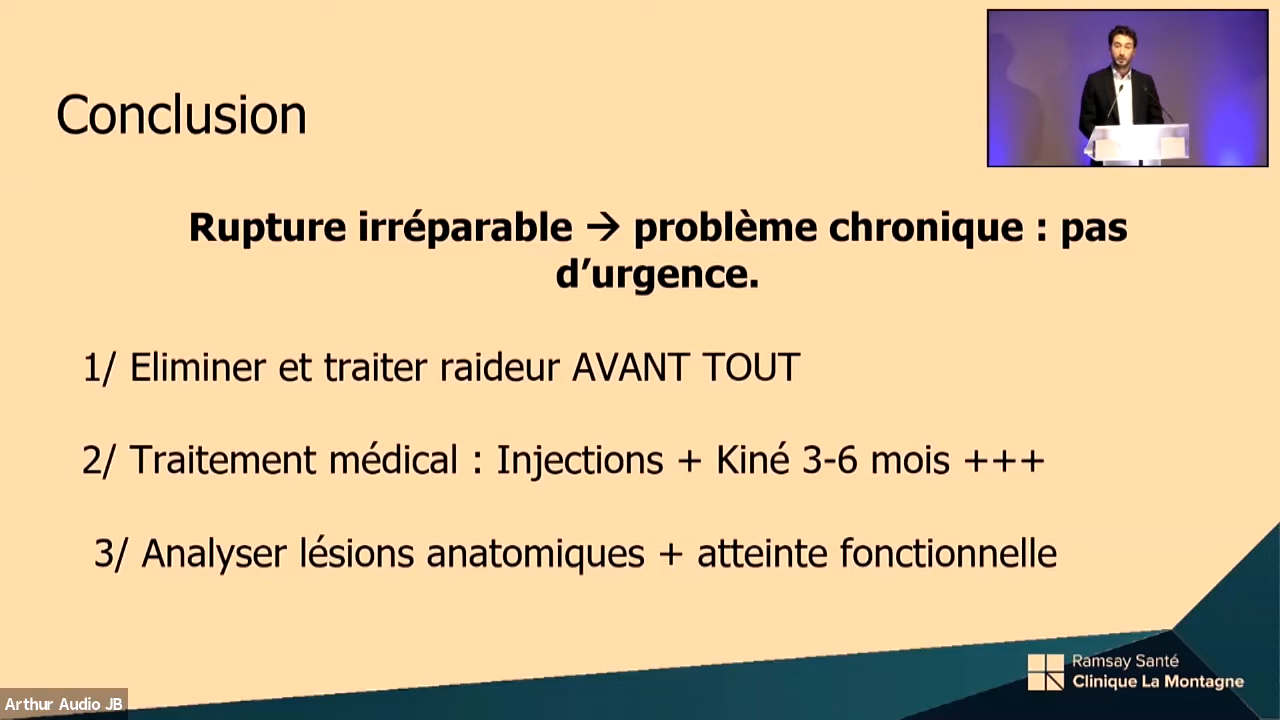 Conclusion
Rupture irréparable → problème chronique : pas
d’urgence.
1/ Eliminer et traiter raideur AVANT TOUT
2/ Traitement médical : Injections + Kiné 3-6 mois +++
3/ Analyser lésions anatomiques + atteinte fonctionnelle
Ramsay Santé
Clinique La Montagne
Arthur Audio JB